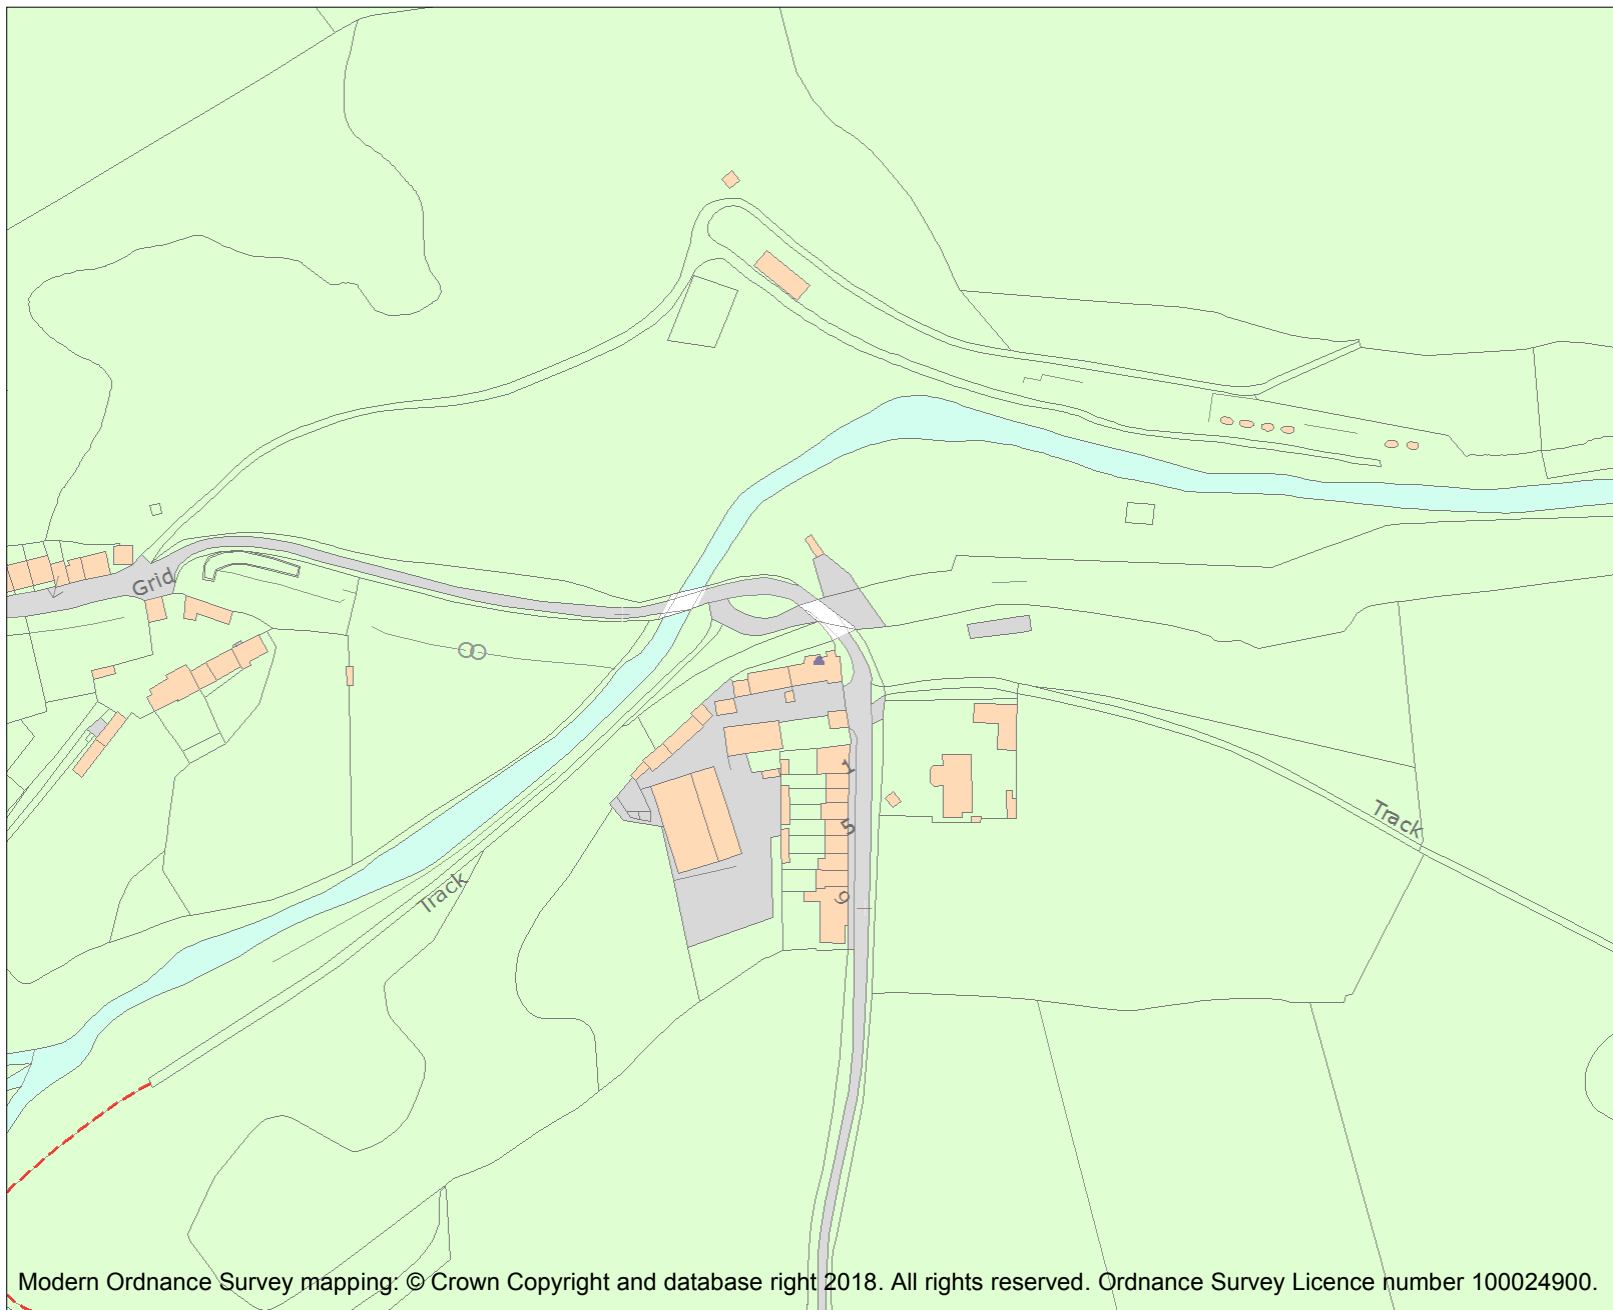 Grid
1
5
9
Track
Track
Modern Ordnance Survey mapping: © Crown Copyright and database right 2018. All rights reserved. Ordnance Survey Licence number 100024900.